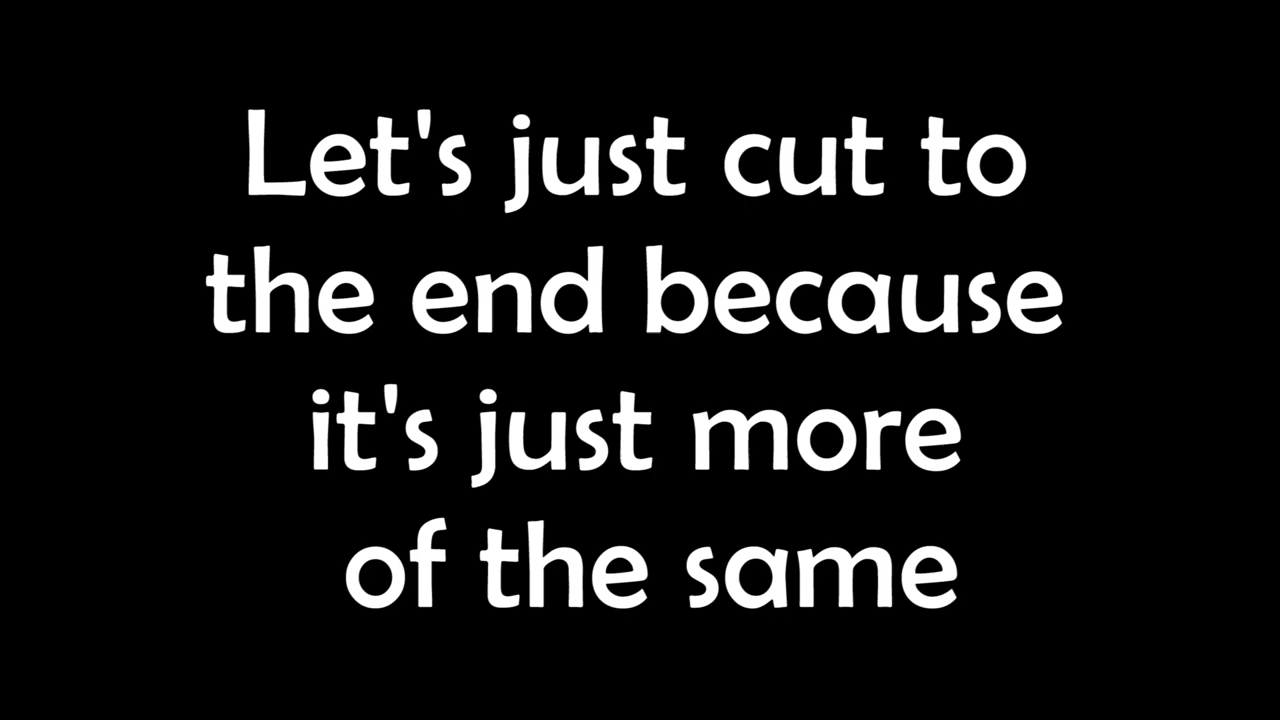 Let's just cut to
the end because
it's just more
of the same